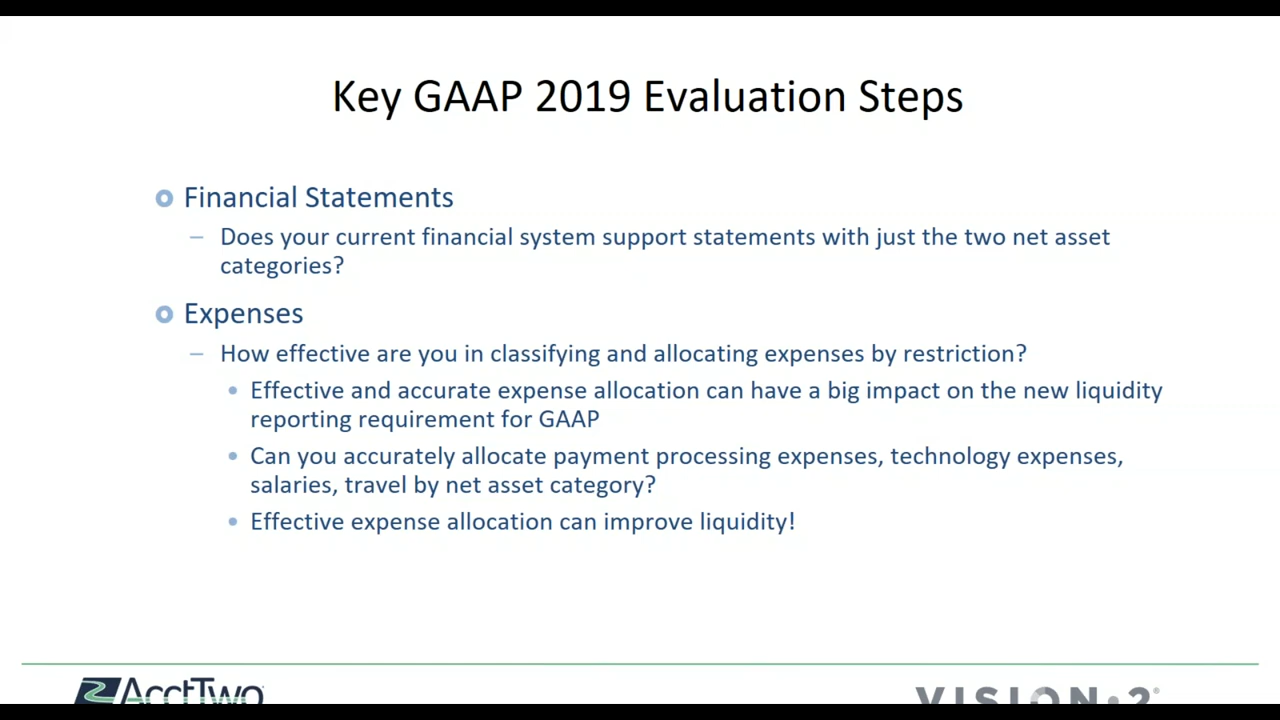 Key GAAP 2019 Evaluation Steps
Financial Statements
– Does your current financial system support statements with just the two net asset
categories?
Expenses
– How effective are you in classifying and allocating expenses by restriction?
• Effective and accurate expense allocation can have a big impact on the new liquidity
reporting requirement for GAAP
• Can you accurately allocate payment processing expenses, technology expenses,
salaries, travel by net asset category?
• Effective expense allocation can improve liquidity!
AcctTwo
VISION·2